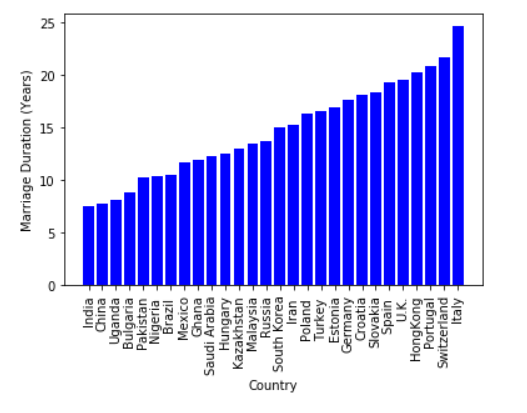 25
20
15
10
5
0
Marriage Duration (Years)
India
China
Uganda
Bulgaria
Pakistan
Nigeria
Brazil
Mexico
Ghana
Saudi Arabia
Hungary
Kazakhstan
Malaysia
Russia
South Korea
Iran
Poland
Turkey
Estonia
Germany
Croatia
Slovakia
Spain
U.K.
HongKong
Portugal
Switzerland
Italy
Country